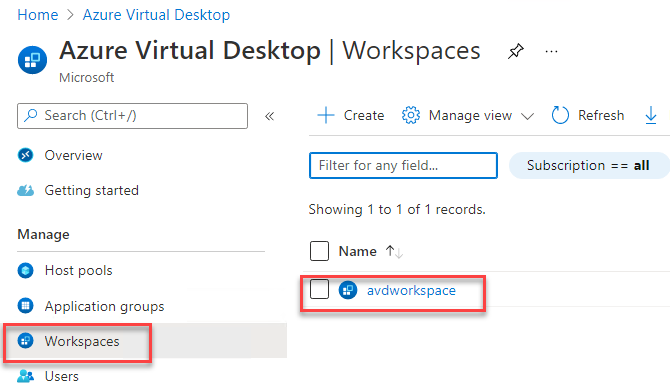 Home > Azure Virtual Desktop
Azure Virtual Desktop | Workspaces
Microsoft
Search (Ctrl+/)
«
Overview
Getting started
Manage
Host pools
Application groups
Workspaces
Users
+ Create
Manage view
Refresh
Filter for any field...
Subscription == all
Showing 1 to 1 of 1 records.
Name ↑↓
avdworkspace